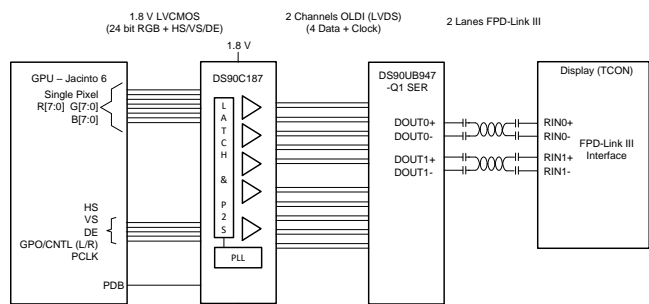 1.8 V LVCMOS
(24 bit RGB + HS/VS/DE)
2 Channels OLDI (LVDS)
(4 Data + Clock)
2 Lanes FPD-Link III
1.8 V
GPU – Jacinto 6
Single Pixel
R[7:0] G[7:0]
B[7:0]
HS
VS
DE
GPO/CNTL (L/R)
PCLK
PDB
DS90C187
LATCH & P2S
PLL
DS90UB947
-Q1 SER
DOUT0+
DOUT0-
DOUT1+
DOUT1-
Display (TCON)
RIN0+
RIN0-
RIN1+
RIN1-
FPD-Link III
Interface